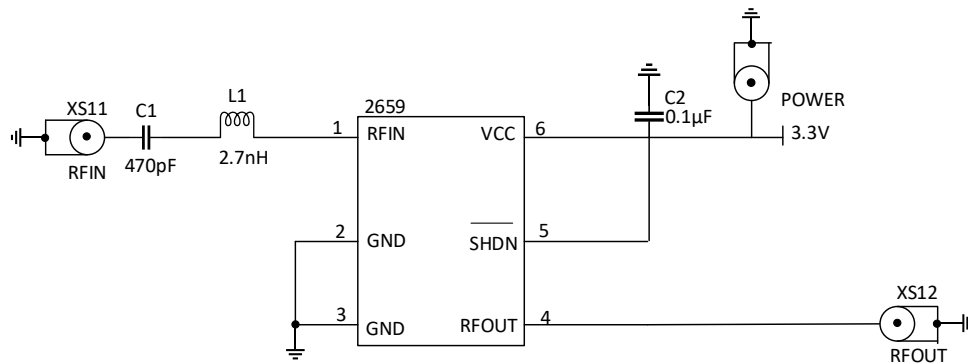 POWER
3.3V
C2
0.1µF
XS11
C1
L1
2659
RFIN
470pF
2.7nH
1
RFIN
VCC
6
2
GND
SHDN
5
3
GND
RFOUT
4
XS12
RFOUT